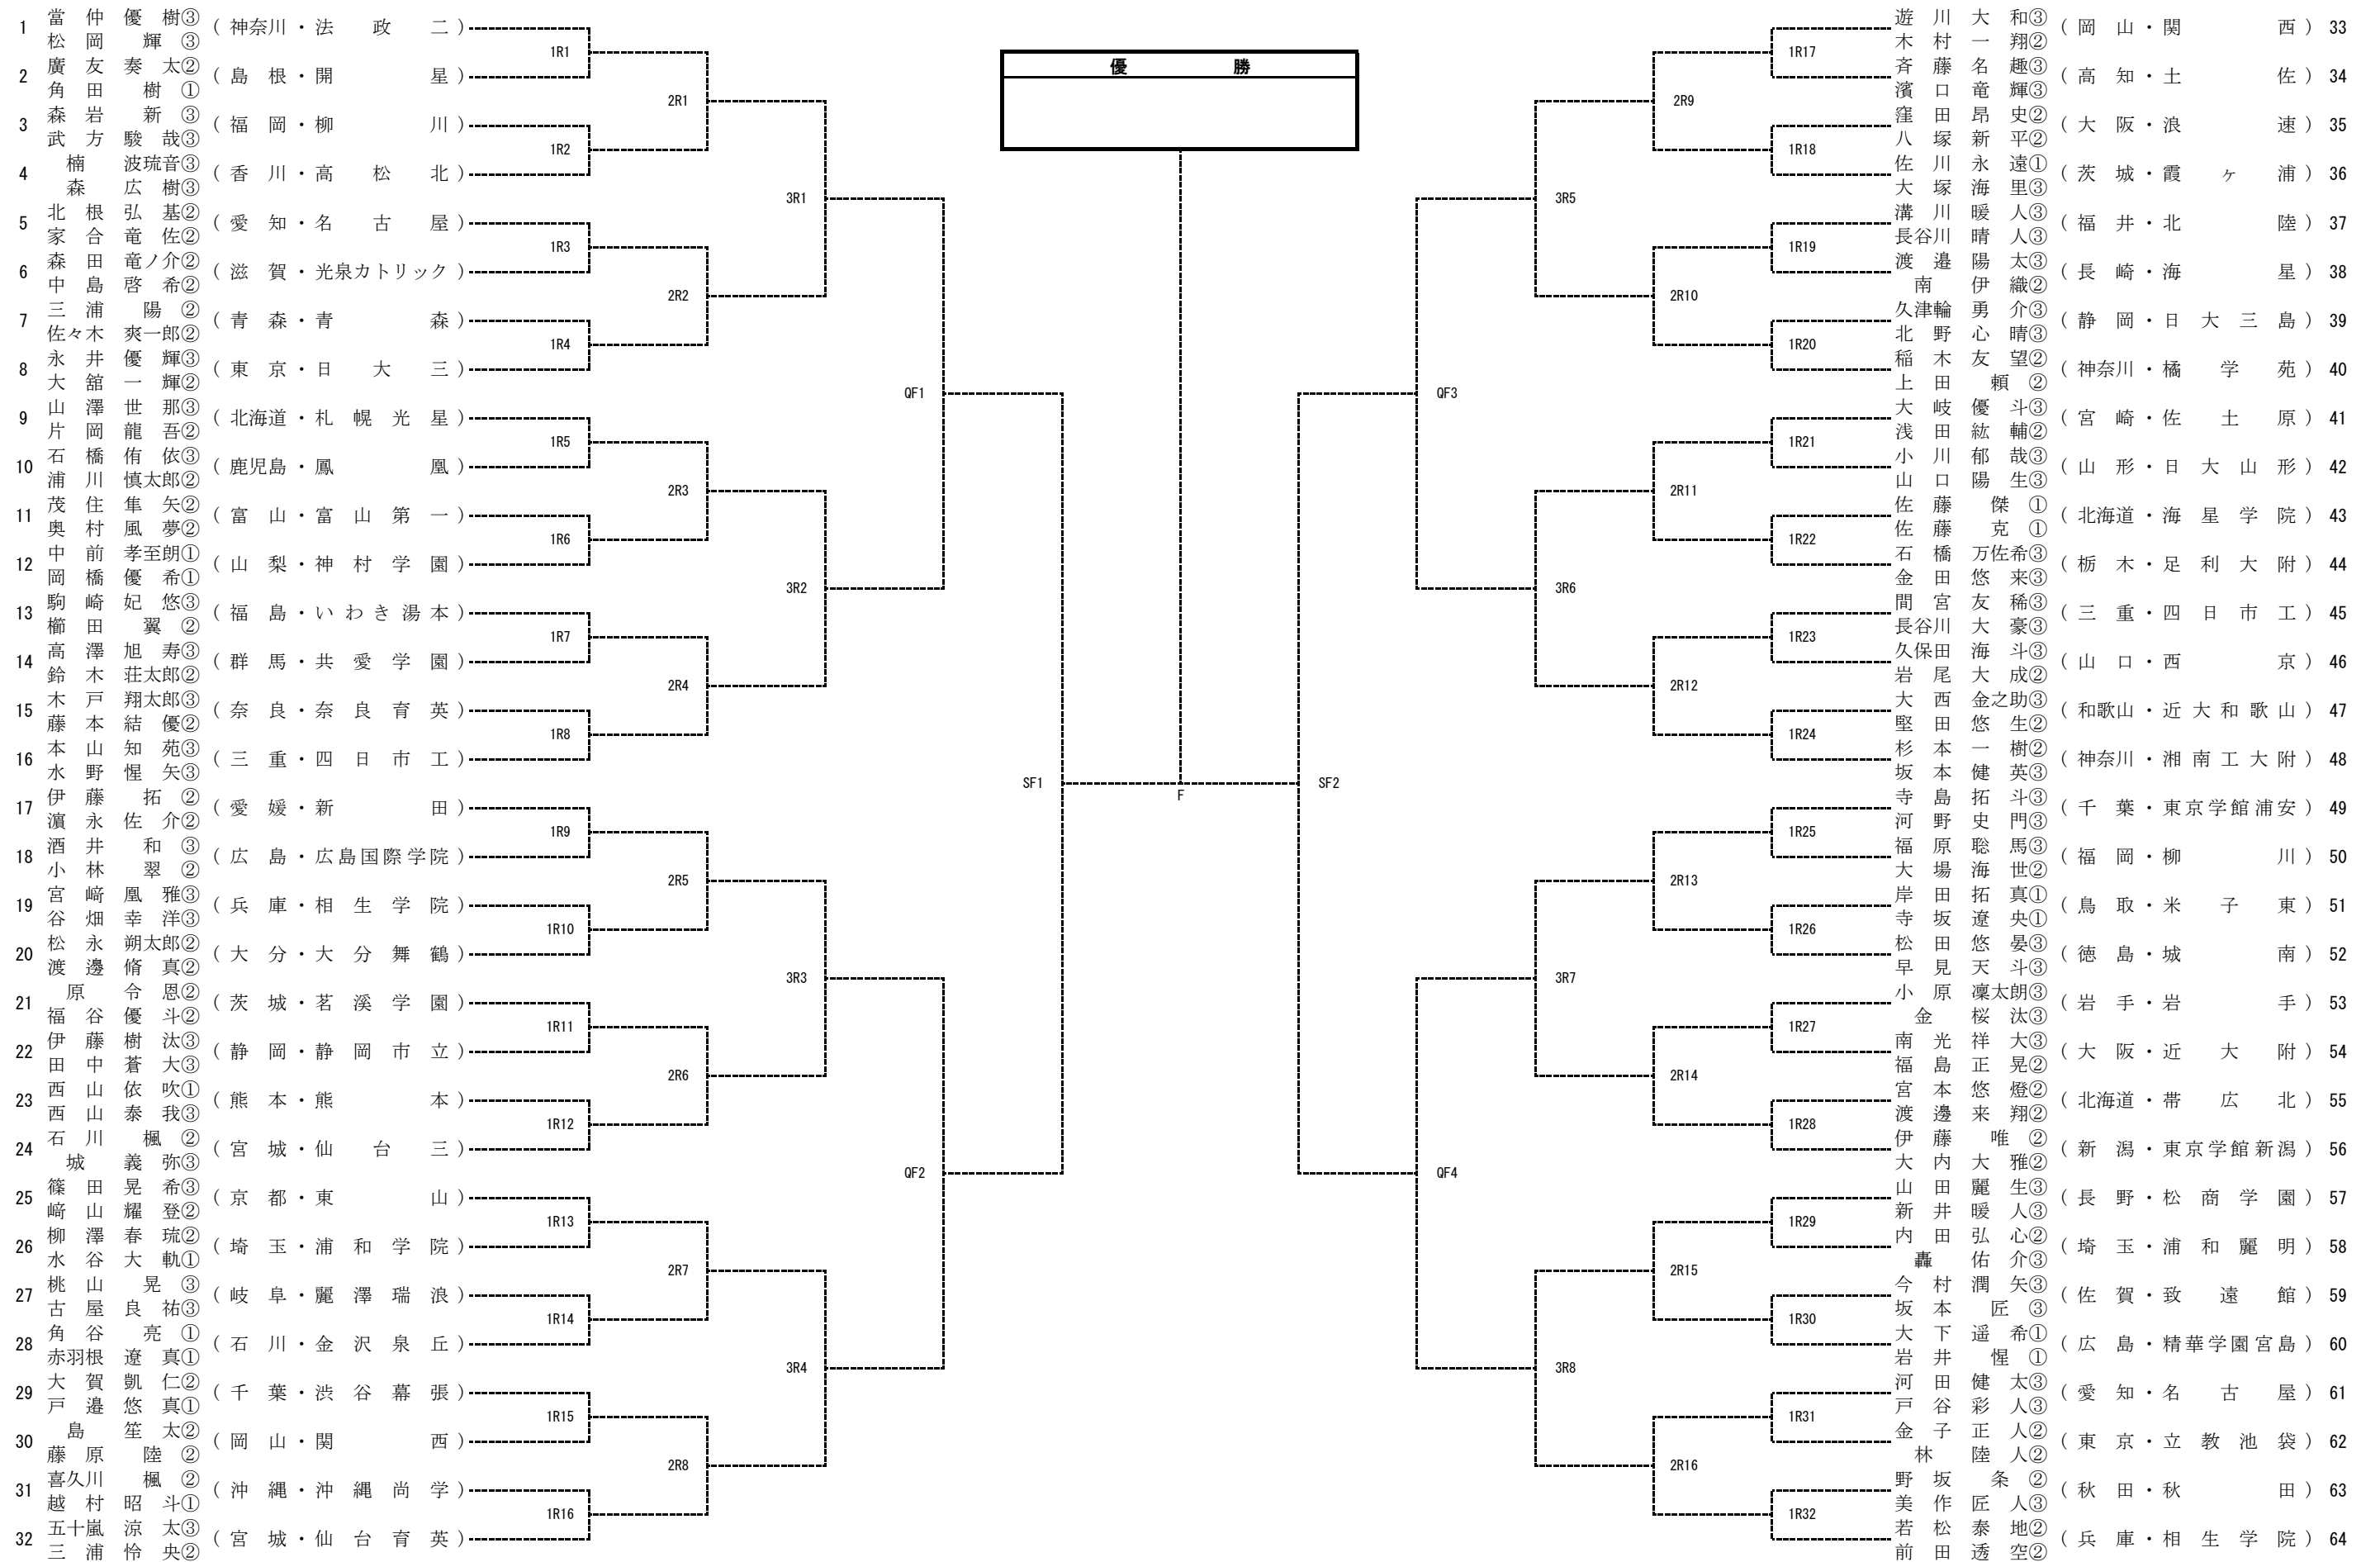 優勝
1 當仲優樹③ (神奈川・法政二)
松岡輝③
1R1
2 廣友奏太② (島根・開星)
角田樹①
2R1
3 森岩新③ (福岡・柳川)
武方駿哉③
1R2
4 楠波琉音③ (香川・高松北)
森広樹③
3R1
5 北根弘基② (愛知・名古屋)
家合竜佐②
1R3
6 森田竜ノ介② (滋賀・光泉カトリック)
中島啓希②
2R2
7 三浦陽② (青森・青森)
佐々木爽一郎②
1R4
8 永井優輝③ (東京・日大三)
大舘一輝②
QF1
9 山澤世那③ (北海道・札幌光星)
片岡龍吾②
1R5
10 石橋侑依③ (鹿児島・鳳凰)
浦川慎太郎②
2R3
11 茂住隼矢② (富山・富山第一)
奥村風夢②
1R6
12 中前孝至朗① (山梨・神村学園)
岡橋優希①
3R2
13 駒崎妃悠③ (福島・いわき湯本)
櫛田翼②
1R7
14 高澤旭寿③ (群馬・共愛学園)
鈴木荘太郎②
2R4
15 木戸翔太郎③ (奈良・奈良育英)
藤本結優②
1R8
16 本山知苑③ (三重・四日市工)
水野惺矢③
SF1
17 伊藤拓② (愛媛・新田)
濵永佐介②
1R9
18 酒井和③ (広島・広島国際学院)
小林翠②
2R5
19 宮﨑凰雅③ (兵庫・相生学院)
谷畑幸洋③
1R10
20 松永朔太郎② (大分・大分舞鶴)
渡邊脩真②
3R3
21 原令恩② (茨城・茗溪学園)
福谷優斗②
1R11
22 伊藤樹汰③ (静岡・静岡市立)
田中蒼大③
2R6
23 西山依吹① (熊本・熊本)
西山泰我③
1R12
24 石川楓② (宮城・仙台三)
城義弥③
QF2
25 篠田晃希③ (京都・東山)
﨑山耀登②
1R13
26 柳澤春琉② (埼玉・浦和学院)
水谷大軌①
2R7
27 桃山晃③ (岐阜・麗澤瑞浪)
古屋良祐③
1R14
28 角谷亮① (石川・金沢泉丘)
赤羽根遼真①
3R4
29 大賀凱仁② (千葉・渋谷幕張)
戸邉悠真①
1R15
30 島笙太② (岡山・関西)
藤原陸②
2R8
31 喜久川楓② (沖縄・沖縄尚学)
越村昭斗①
1R16
32 五十嵐涼太③ (宮城・仙台育英)
三浦怜央②
F
遊川大和③ (岡山・関西) 33
木村一翔②
1R17
斉藤名趣③ (高知・土佐) 34
濱口竜輝③
2R9
窪田昂史② (大阪・浪速) 35
八塚新平②
1R18
佐川永遠① (茨城・霞ヶ浦) 36
大塚海里③
3R5
溝川暖人③ (福井・北陸) 37
長谷川晴人③
1R19
渡邉陽太③ (長崎・海星) 38
南伊織②
2R10
久津輪勇介③ (静岡・日大三島) 39
北野心晴③
1R20
稲木友望② (神奈川・橘学苑) 40
上田頼②
QF3
大岐優斗③ (宮崎・佐土原) 41
浅田紘輔②
1R21
小川郁哉③ (山形・日大山形) 42
山口陽生③
2R11
佐藤傑① (北海道・海星学院) 43
佐藤克①
1R22
石橋万佐希③ (栃木・足利大附) 44
金田悠来③
3R6
間宮友稀③ (三重・四日市工) 45
長谷川大豪③
1R23
久保田海斗③ (山口・西京) 46
岩尾大成②
2R12
大西金之助③ (和歌山・近大和歌山) 47
堅田悠生②
1R24
杉本一樹② (神奈川・湘南工大附) 48
坂本健英③
SF2
寺島拓斗③ (千葉・東京学館浦安) 49
河野史門③
1R25
福原聡馬③ (福岡・柳川) 50
大場海世②
2R13
岸田拓真① (鳥取・米子東) 51
寺坂遼央①
1R26
松田悠晏③ (徳島・城南) 52
早見天斗③
3R7
小原凜太朗③ (岩手・岩手) 53
金桜汰③
1R27
南光祥大③ (大阪・近大附) 54
福島正晃②
2R14
宮本悠燈② (北海道・帯広北) 55
渡邊来翔②
1R28
伊藤唯② (新潟・東京学館新潟) 56
大内大雅②
QF4
山田麗生③ (長野・松商学園) 57
新井暖人③
1R29
内田弘心② (埼玉・浦和麗明) 58
轟佑介③
2R15
今村潤矢③ (佐賀・致遠館) 59
坂本匠③
1R30
大下遥希① (広島・精華学園宮島) 60
岩井惺①
3R8
河田健太③ (愛知・名古屋) 61
戸谷彩人③
1R31
金子正人② (東京・立教池袋) 62
林陸人②
2R16
野坂条② (秋田・秋田) 63
美作匠人③
1R32
若松泰地② (兵庫・相生学院) 64
前田透空②